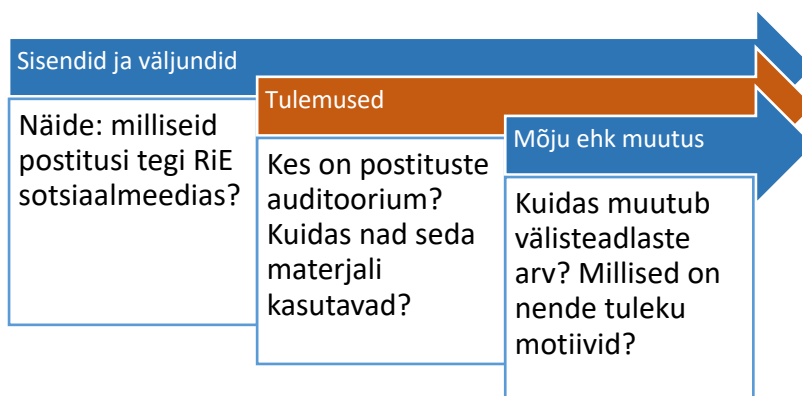 Sisendid ja väljundid
Näide: milliseid
postitusi tegi RiE
sotsiaalmeedias?
Tulemused
Kes on postituste
auditoorium?
Kuidas nad seda
materjali
kasutavad?
Mõju ehk muutus
Kuidas muutub
välisteadlaste
arv? Millised on
nende tuleku
motiivid?